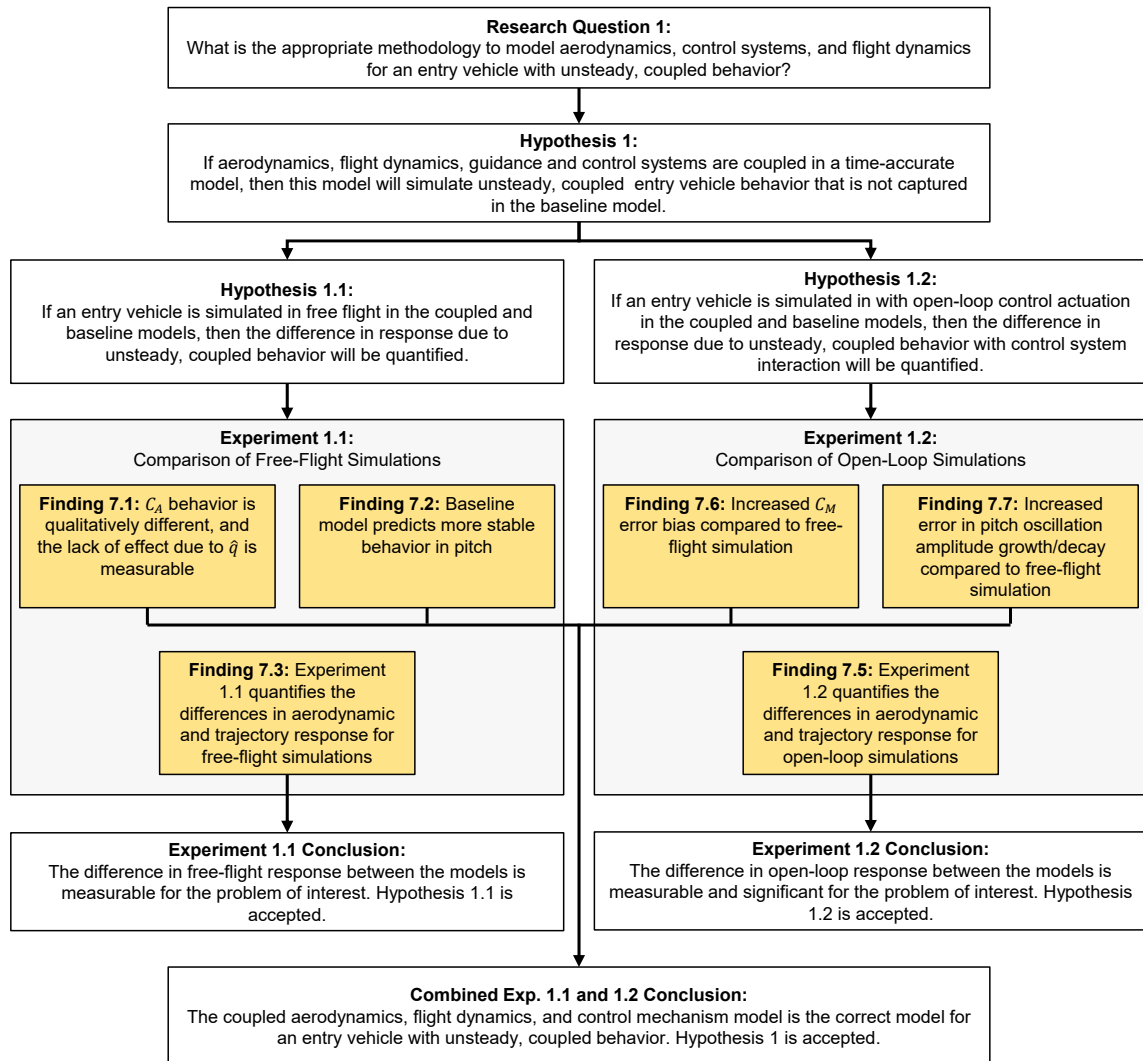 Research Question 1:
What is the appropriate methodology to model aerodynamics, control systems, and flight dynamics
for an entry vehicle with unsteady, coupled behavior?
Hypothesis 1:
If aerodynamics, flight dynamics, guidance and control systems are coupled in a time-accurate
model, then this model will simulate unsteady, coupled entry vehicle behavior that is not captured
in the baseline model.
Hypothesis 1.1:
If an entry vehicle is simulated in free flight in the coupled and
baseline models, then the difference in response due to
unsteady, coupled behavior will be quantified.
Hypothesis 1.2:
If an entry vehicle is simulated in with open-loop control actuation
in the coupled and baseline models, then the difference in
response due to unsteady, coupled behavior with control system
interaction will be quantified.
Experiment 1.1:
Comparison of Free-Flight Simulations
Finding 7.1: $C_A$ behavior is
qualitatively different, and
the lack of effect due to $\hat{q}$ is
measurable
Finding 7.2: Baseline
model predicts more stable
behavior in pitch
Finding 7.3: Experiment
1.1 quantifies the
differences in aerodynamic
and trajectory response for
free-flight simulations
Experiment 1.2:
Comparison of Open-Loop Simulations
Finding 7.6: Increased $C_M$
error bias compared to free-
flight simulation
Finding 7.7: Increased
error in pitch oscillation
amplitude growth/decay
compared to free-flight
simulation
Finding 7.5: Experiment
1.2 quantifies the
differences in aerodynamic
and trajectory response for
open-loop simulations
Experiment 1.1 Conclusion:
The difference in free-flight response between the models is
measurable for the problem of interest. Hypothesis 1.1 is
accepted.
Experiment 1.2 Conclusion:
The difference in open-loop response between the models is
measurable and significant for the problem of interest. Hypothesis
1.2 is accepted.
Combined Exp. 1.1 and 1.2 Conclusion:
The coupled aerodynamics, flight dynamics, and control mechanism model is the correct model for
an entry vehicle with unsteady, coupled behavior. Hypothesis 1 is accepted.